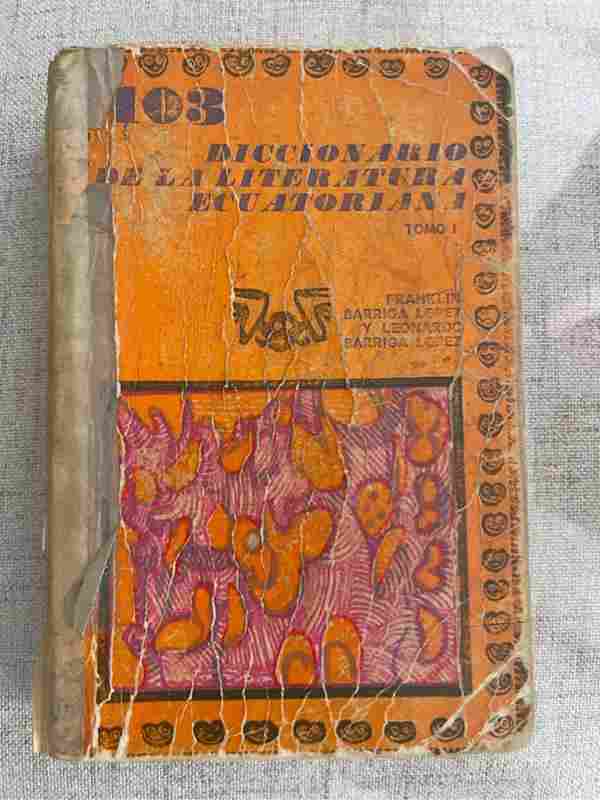 103
DICCIONARIO
DE LA LITERATURA
ECUATORIANA
TOMO I
FRANKLIN
BARRIGA LOPEZ
Y LEONARDO
BARRIGA LOPEZ